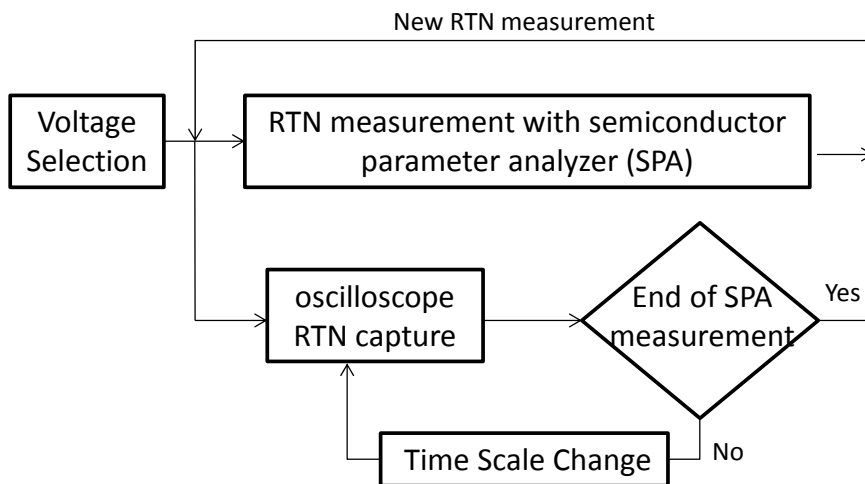 New RTN measurement
Voltage
Selection
RTN measurement with semiconductor
parameter analyzer (SPA)
oscilloscope
RTN capture
End of SPA
measurement
Yes
No
Time Scale Change